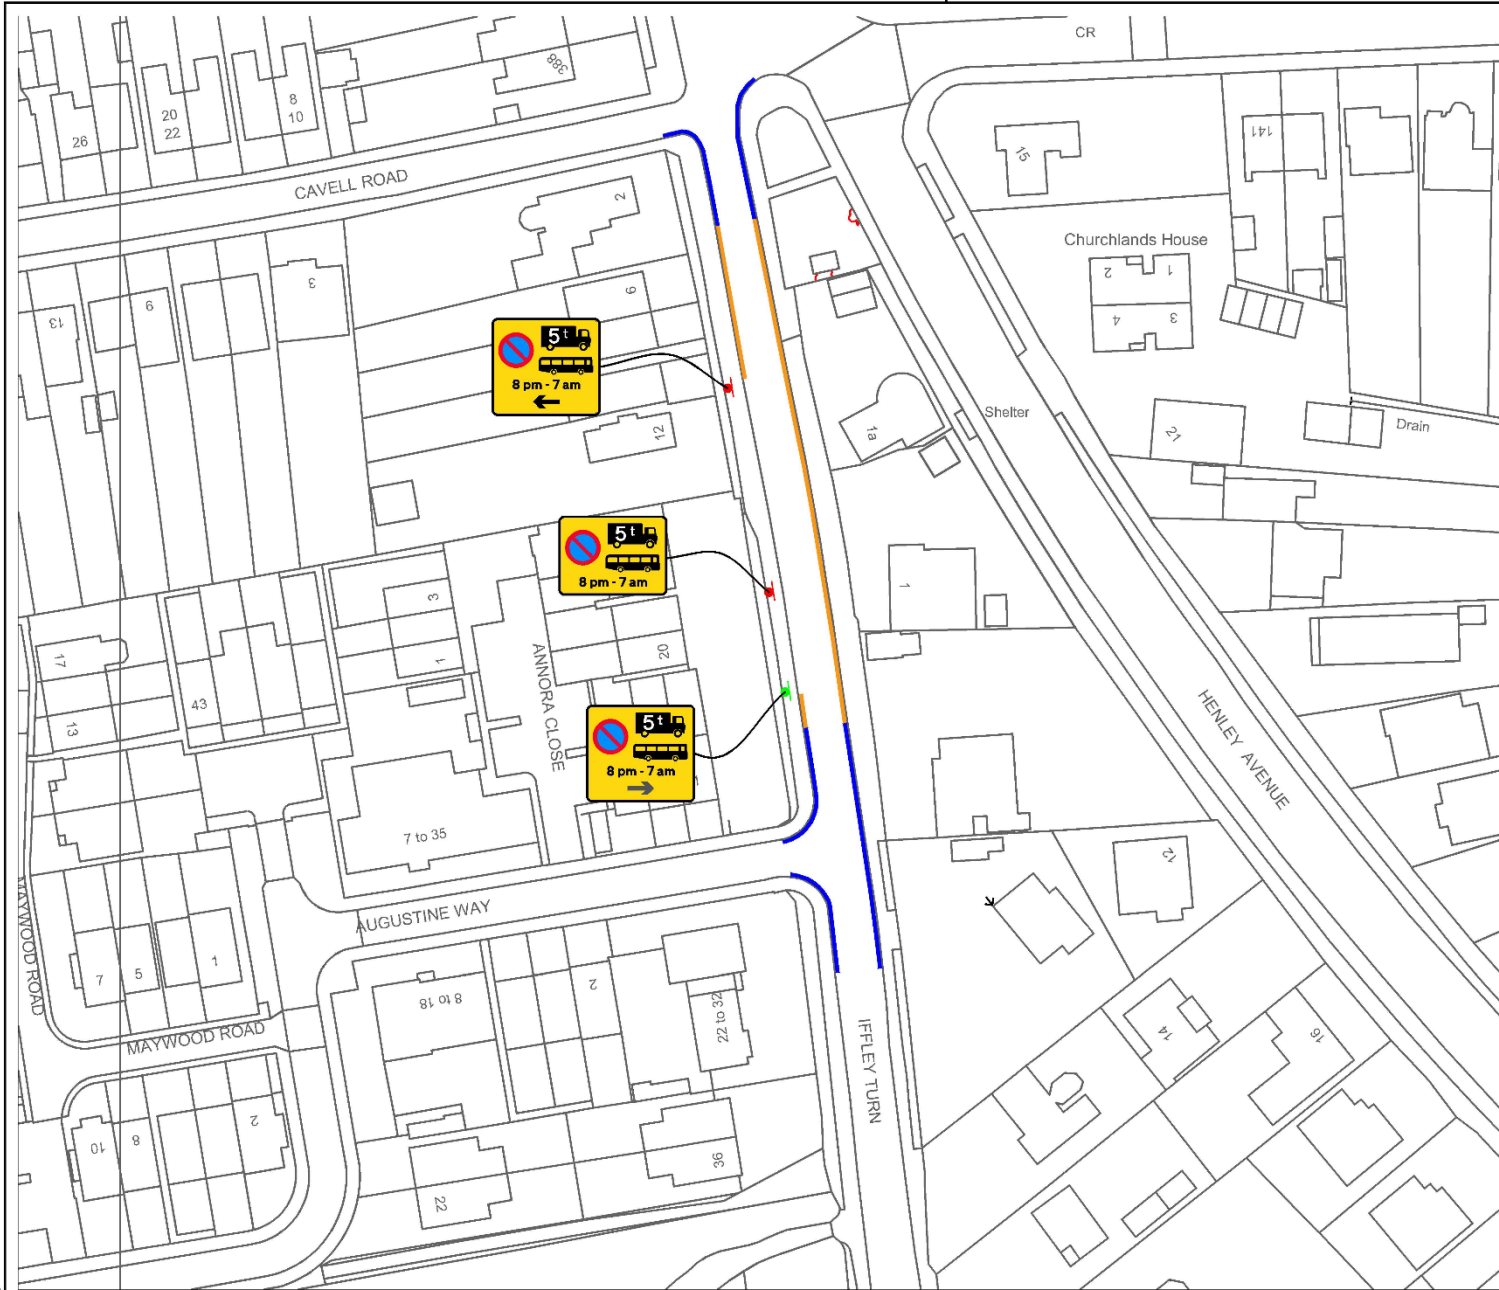 CR
388
8
10
20
22
26
141
15
CAVELL ROAD
2
Churchlands House
2
1
4
3
3
9
13
6
5 t
8 pm - 7 am
Shelter
12
1a
21
Drain
5 t
8 pm - 7 am
3
1
1
17
13
43
20
ANNORA CLOSE
5 t
8 pm - 7 am
HENLEY AVENUE
7 to 35
12
AUGUSTINE WAY
MAYWOOD ROAD
7
5
1
8 to 18
2
22 to 32
MAYWOOD ROAD
IFFLEY TURN
14
16
10
8
2
22
36